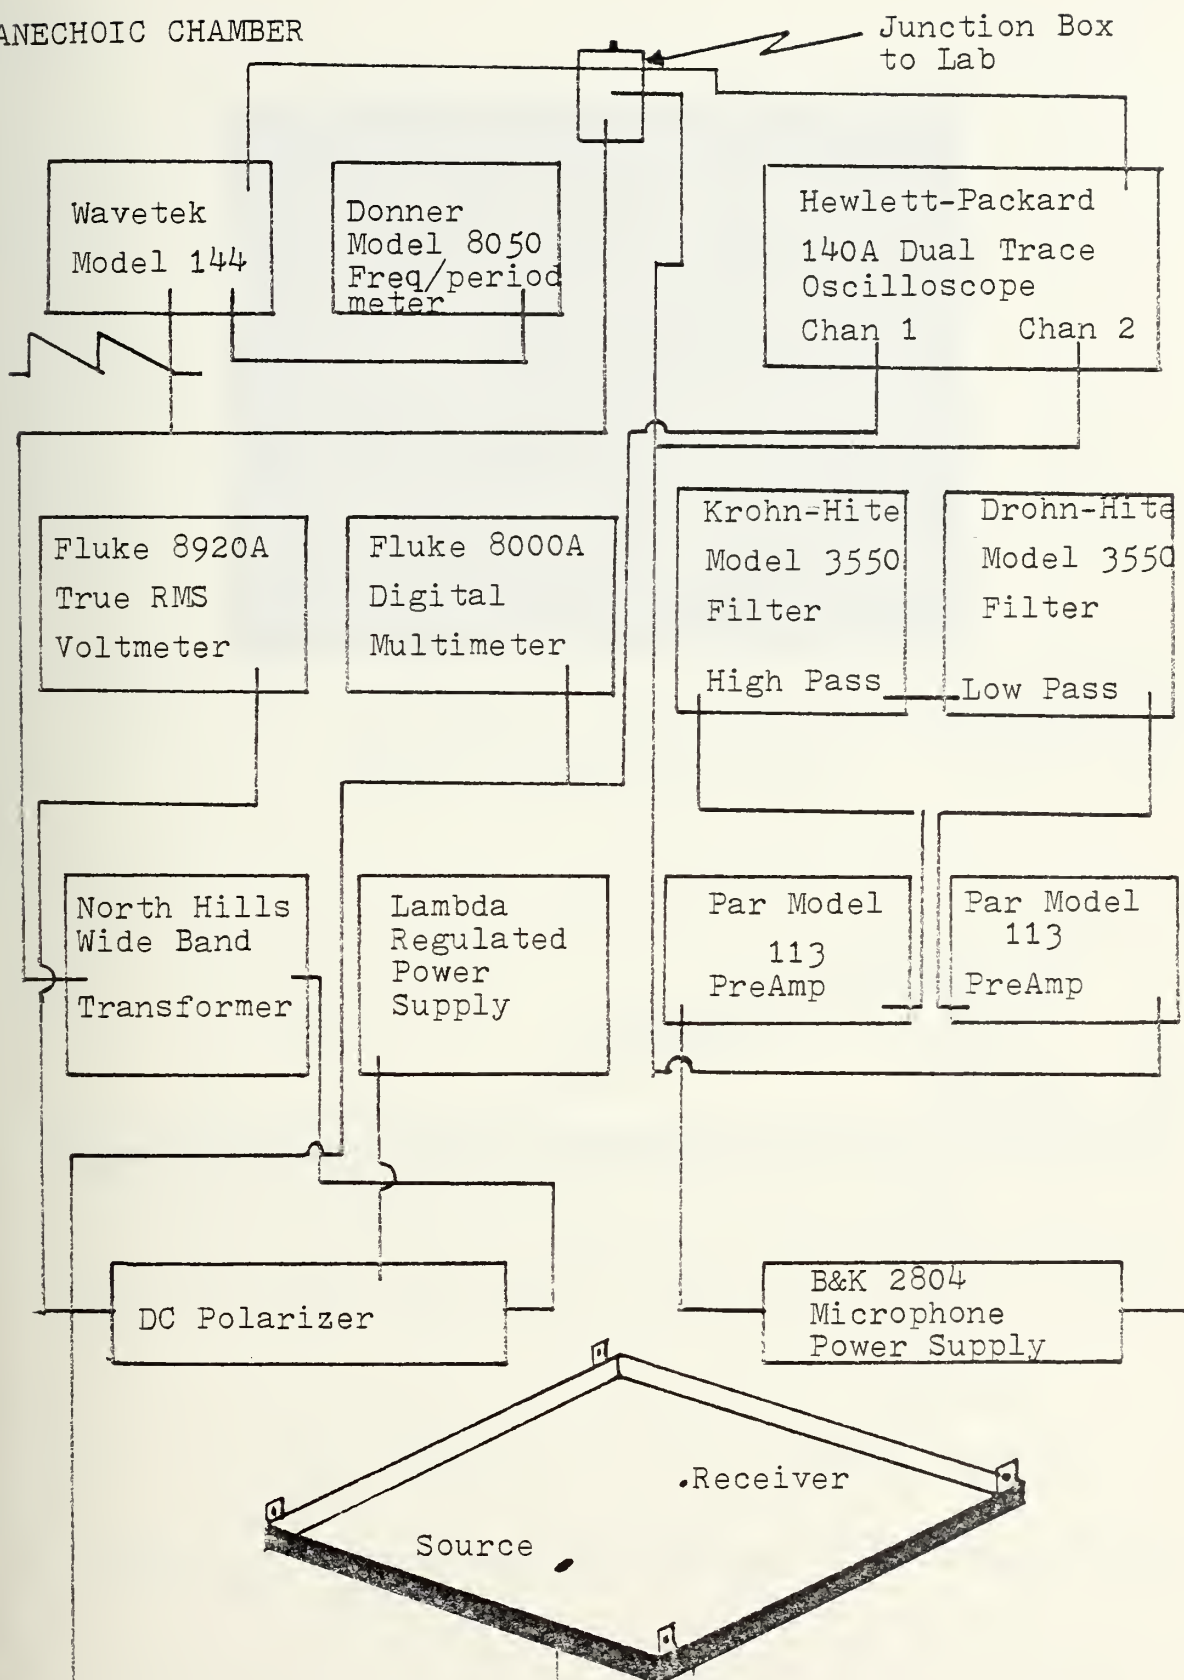 ANECHOIC CHAMBER
Junction Box
to Lab
Wavetek
Model 144
Donner
Model 8050
Freq/period
meter
Hewlett-Packard
140A Dual Trace
Oscilloscope
Chan 1 Chan 2
Fluke 8920A
True RMS
Voltmeter
Fluke 8000A
Digital
Multimeter
Krohn-Hite
Model 3550
Filter
High Pass
Drohn-Hite
Model 3550
Filter
Low Pass
North Hills
Wide Band
Transformer
Lambda
Regulated
Power
Supply
Par Model
113
PreAmp
Par Model
113
PreAmp
DC Polarizer
B&K 2804
Microphone
Power Supply
Receiver
Source